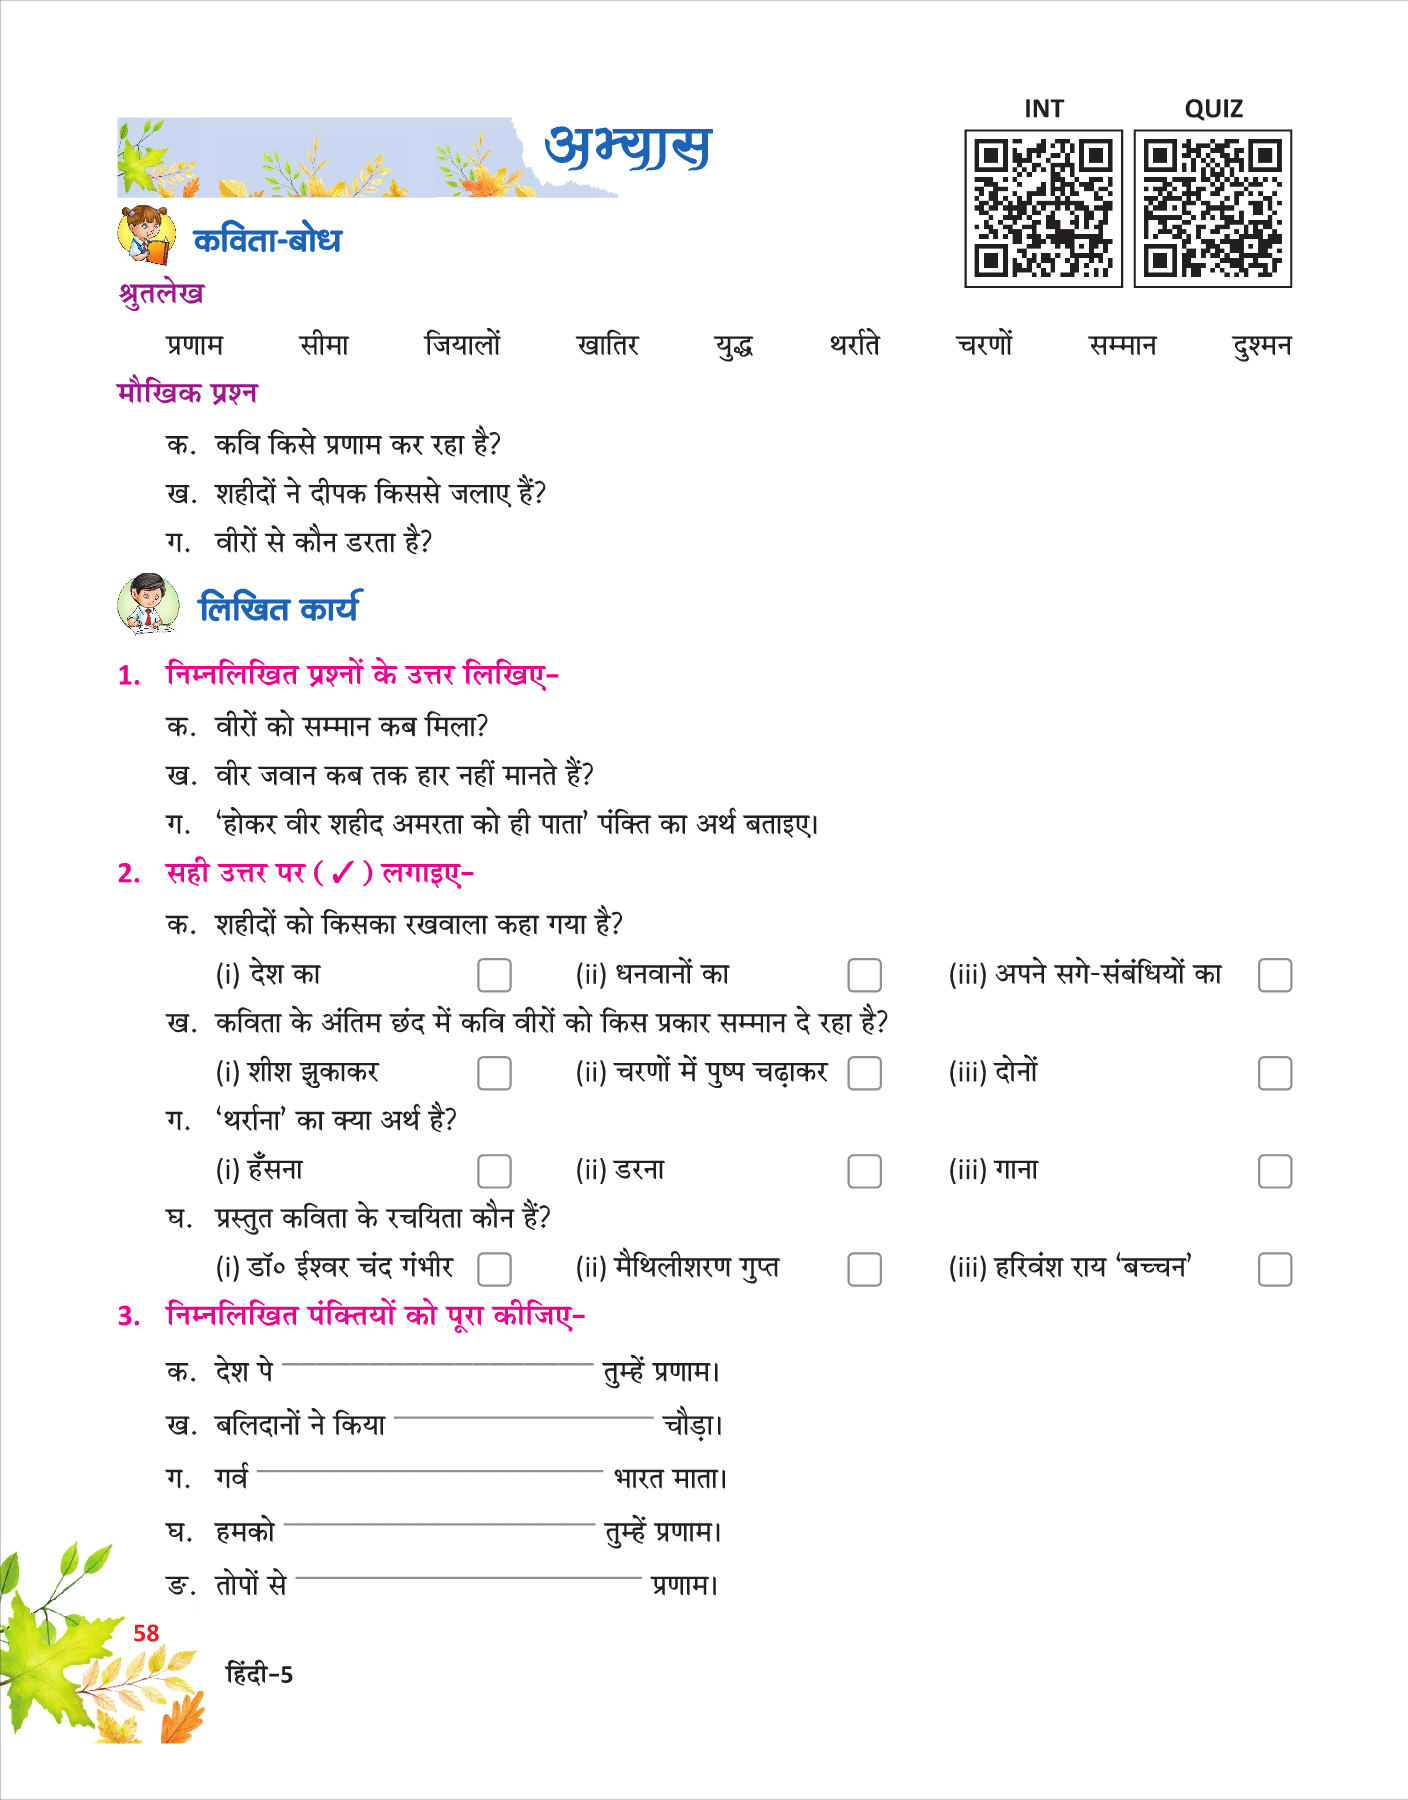 INT QUIZ
अभ्यास
कविता-बोध
श्रुतलेख
प्रणाम सीमा जियालों खातिर युद्ध थर्राते चरणों सम्मान दुश्मन
मौखिक प्रश्न
क. कवि किसे प्रणाम कर रहा है?
ख. शहीदों ने दीपक किससे जलाए हैं?
ग. वीरों से कौन डरता है?
लिखित कार्य
1. निम्नलिखित प्रश्नों के उत्तर लिखिए–
क. वीरों को सम्मान कब मिला?
ख. वीर जवान कब तक हार नहीं मानते हैं?
ग. ‘होकर वीर शहीद अमरता को ही पाता’ पंक्ति का अर्थ बताइए।
2. सही उत्तर पर (✓) लगाइए–
क. शहीदों को किसका रखवाला कहा गया है?
(i) देश का (ii) धनवानों का (iii) अपने सगे-संबंधियों का
ख. कविता के अंतिम छंद में कवि वीरों को किस प्रकार सम्मान दे रहा है?
(i) शीश झुकाकर (ii) चरणों में पुष्प चढ़ाकर (iii) दोनों
ग. ‘थर्राना’ का क्या अर्थ है?
(i) हँसना (ii) डरना (iii) गाना
घ. प्रस्तुत कविता के रचयिता कौन हैं?
(i) डॉ० ईश्वर चंद गंभीर (ii) मैथिलीशरण गुप्त (iii) हरिवंश राय ‘बच्चन’
3. निम्नलिखित पंक्तियों को पूरा कीजिए–
क. देश पे ____________ तुम्हें प्रणाम।
ख. बलिदानों ने किया ____________ चौड़ा।
ग. गर्व ____________ भारत माता।
घ. हमको ____________ तुम्हें प्रणाम।
ङ. तोपों से ____________ प्रणाम।
58
हिंदी–5